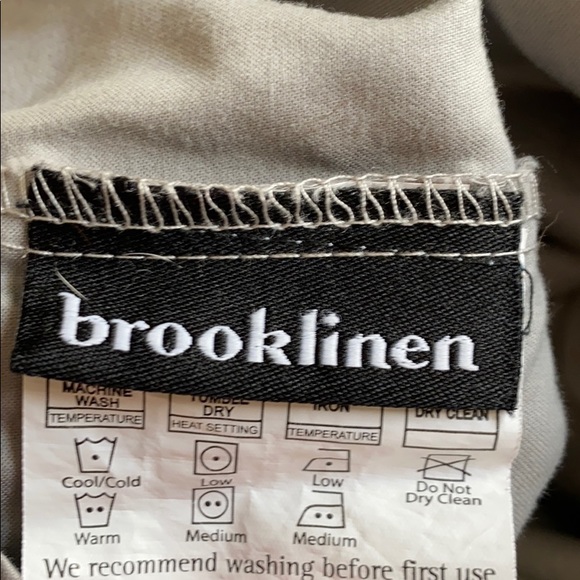 brooklinen
MACHINE WASH TUMBLE DRY IRON DRY CLEAN
TEMPERATURE HEAT SETTING TEMPERATURE
Cool/Cold Low Low Do Not Dry Clean
Warm Medium Medium
We recommend washing before first use